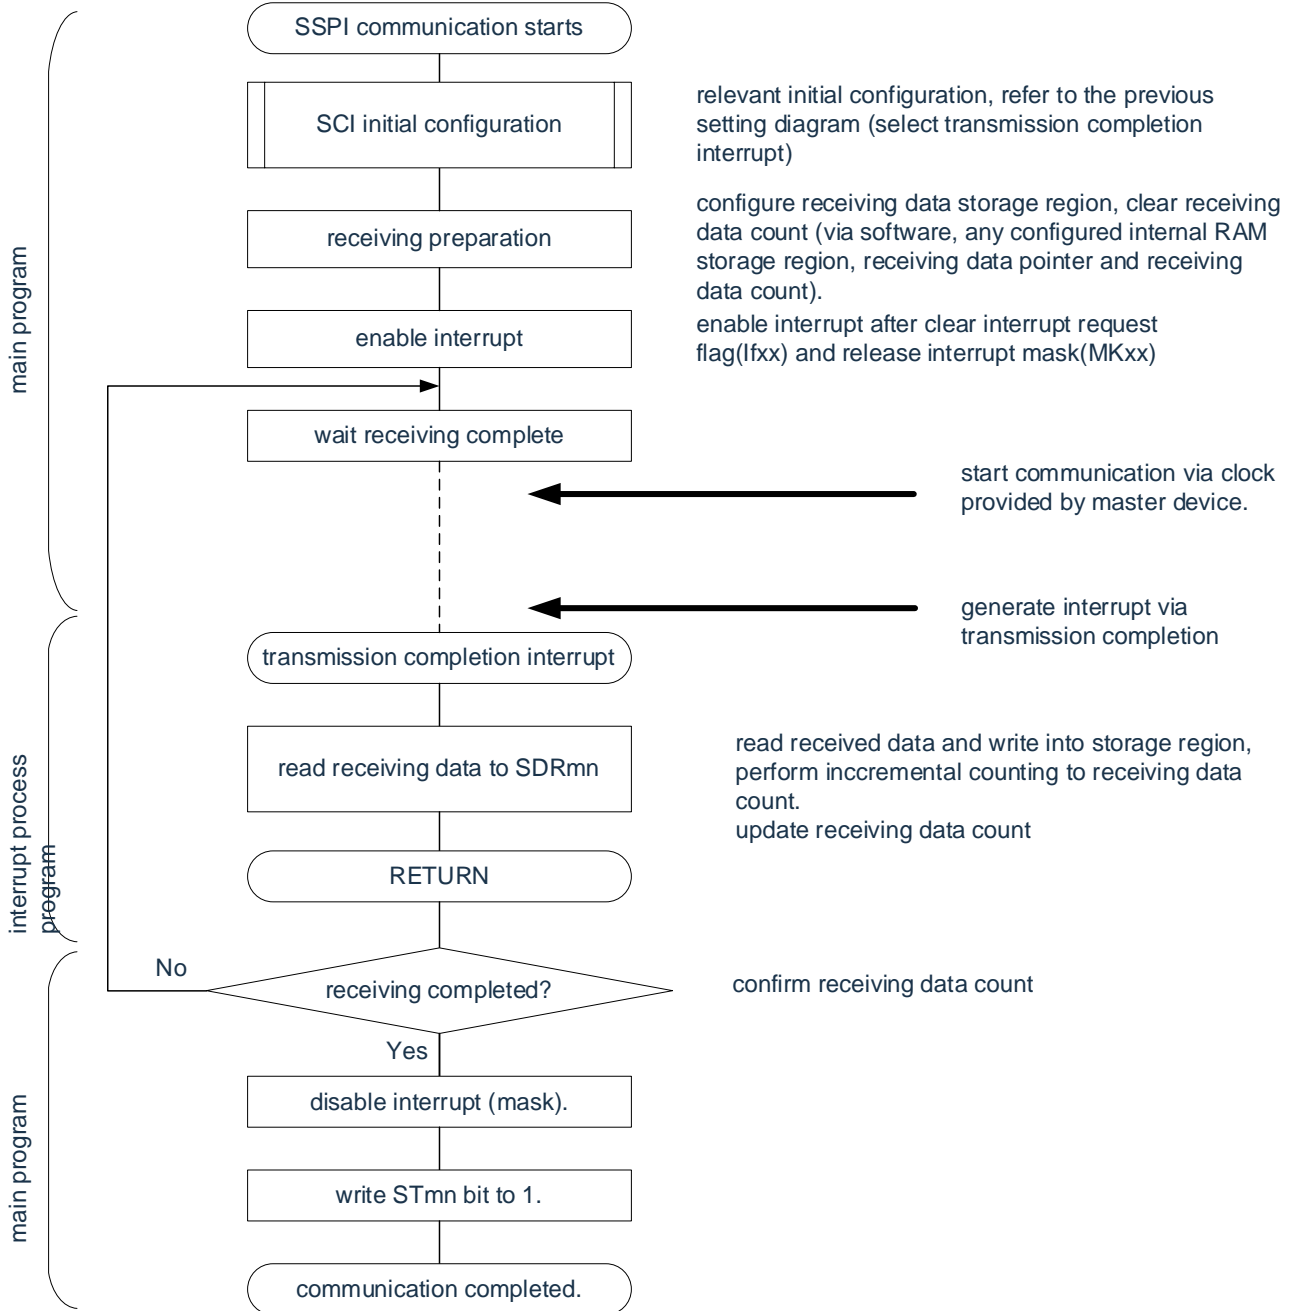 SSPI communication starts
SCI initial configuration
relevant initial configuration, refer to the previous
setting diagram (select transmission completion
interrupt)
receiving preparation
configure receiving data storage region, clear receiving
data count (via software, any configured internal RAM
storage region, receiving data pointer and receiving
data count).
main program
enable interrupt
enable interrupt after clear interrupt request
flag(Ifxx) and release interrupt mask(MKxx)
wait receiving complete
start communication via clock
provided by master device.
generate interrupt via
transmission completion
transmission completion interrupt
read receiving data to SDRmn
read received data and write into storage region,
perform inccremental counting to receiving data
count.
update receiving data count
interrupt process
program
RETURN
No
receiving completed?
confirm receiving data count
Yes
disable interrupt (mask).
main program
write STmn bit to 1.
communication completed.